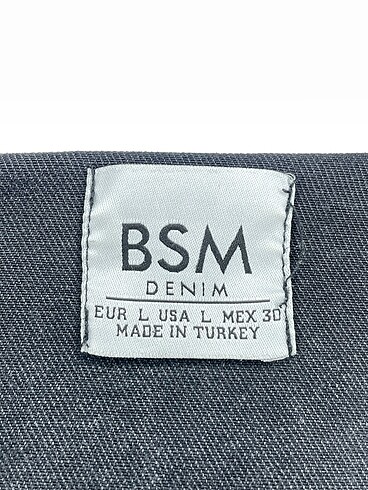 BSM
DENIM
EUR L USA L MEX 30
MADE IN TURKEY